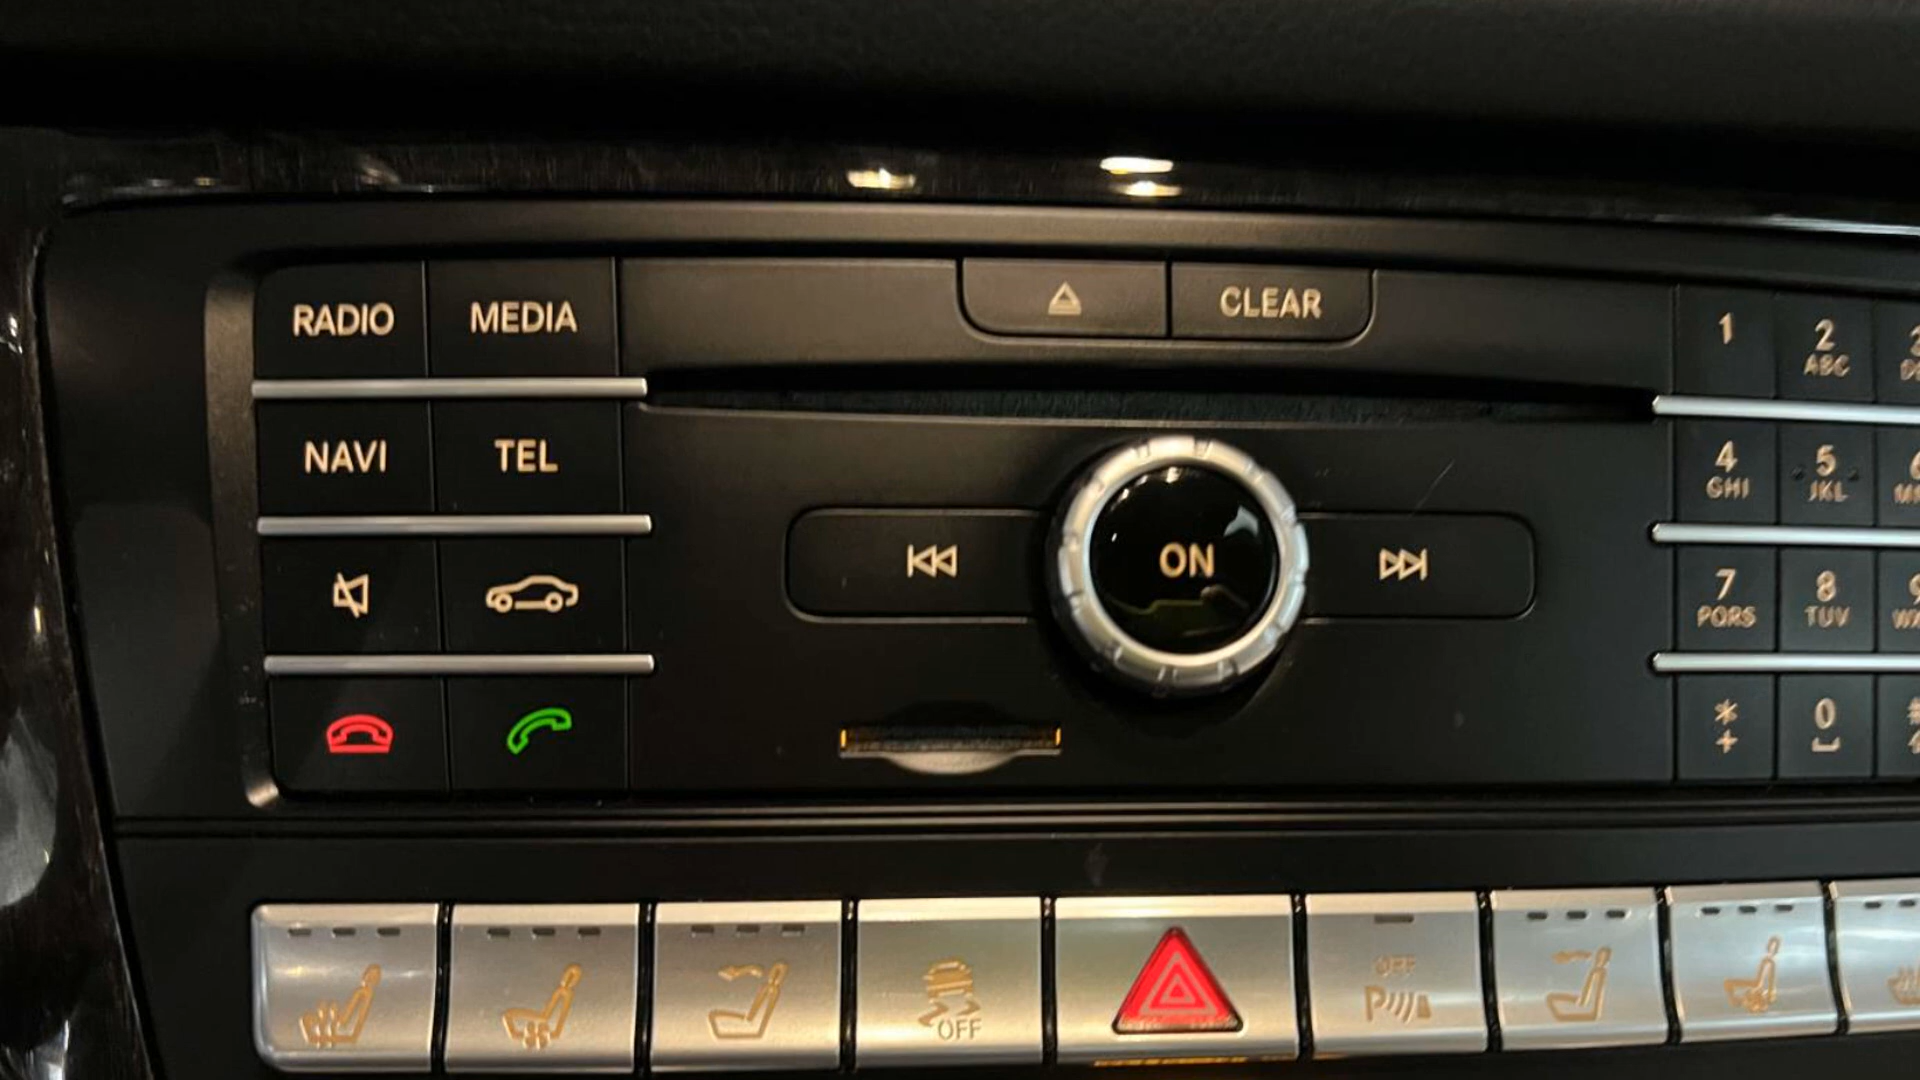 RADIO MEDIA CLEAR
1 2 ABC
NAVI TEL
4 GHI 5 JKL
ON
7 PQRS 8 TUV
* + 0
OFF
OFF
P